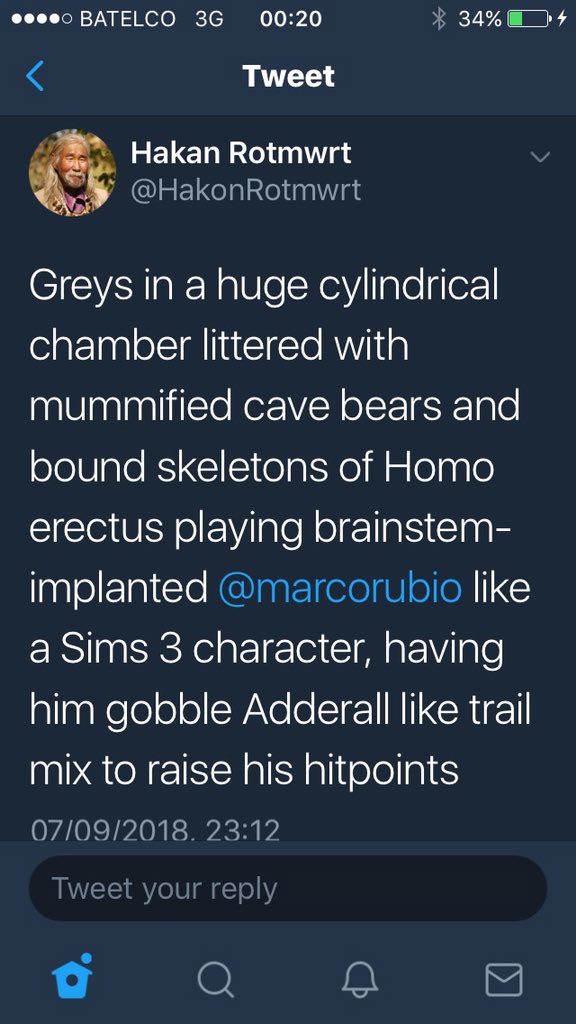 BATELCO 3G 00:20 34%
Tweet
Hakan Rotmwrt
@HakonRotmwrt
Greys in a huge cylindrical
chamber littered with
mummified cave bears and
bound skeletons of Homo
erectus playing brainstem-
implanted @marcorubio like
a Sims 3 character, having
him gobble Adderall like trail
mix to raise his hitpoints
07/09/2018, 23:12
Tweet your reply